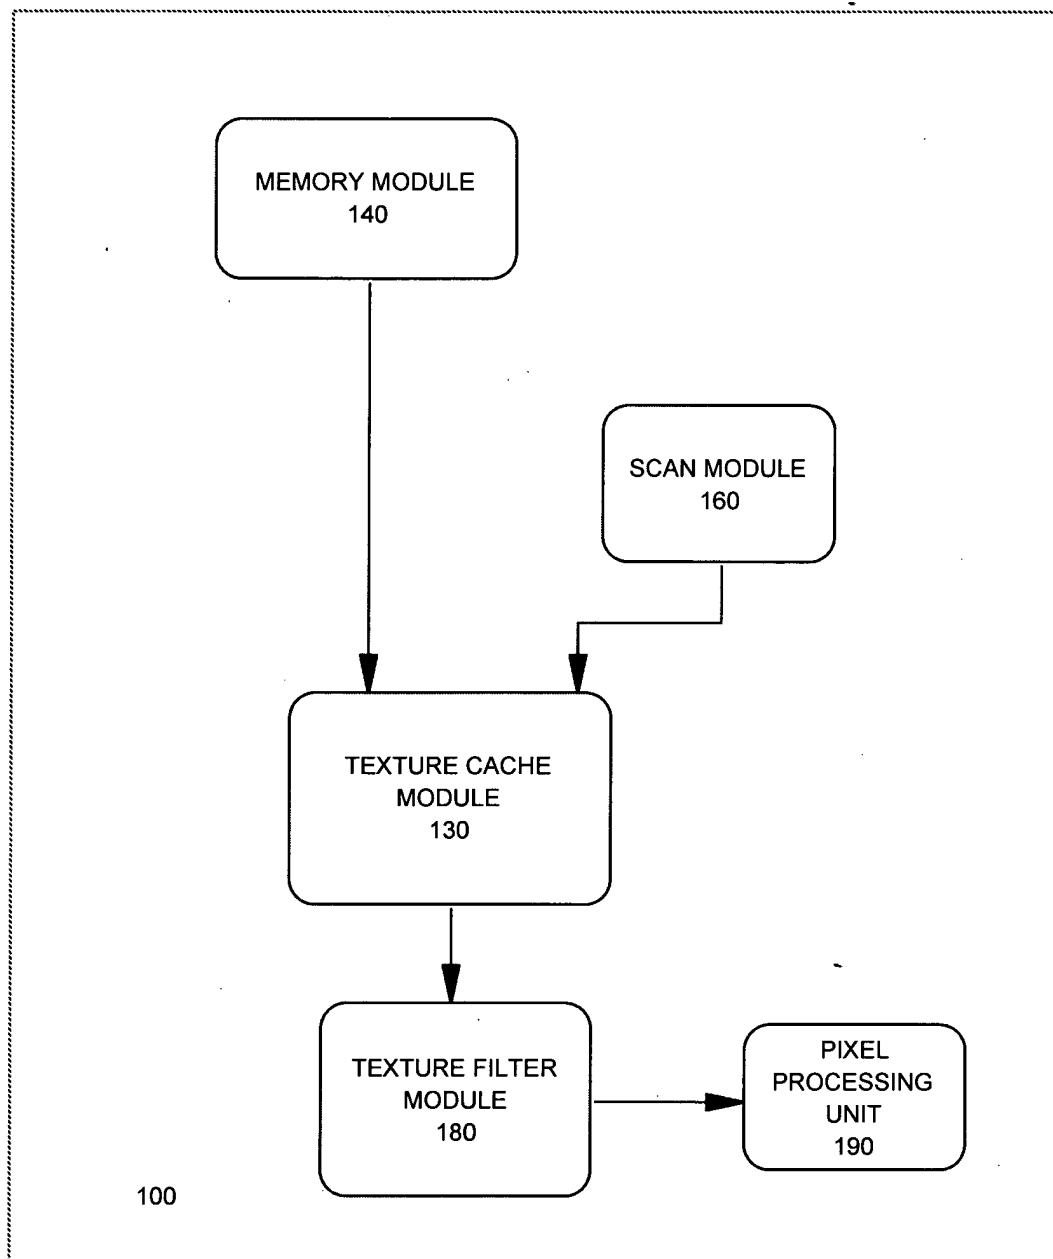 MEMORY MODULE
140
SCAN MODULE
160
TEXTURE CACHE
MODULE
130
TEXTURE FILTER
MODULE
180
PIXEL
PROCESSING
UNIT
190
100